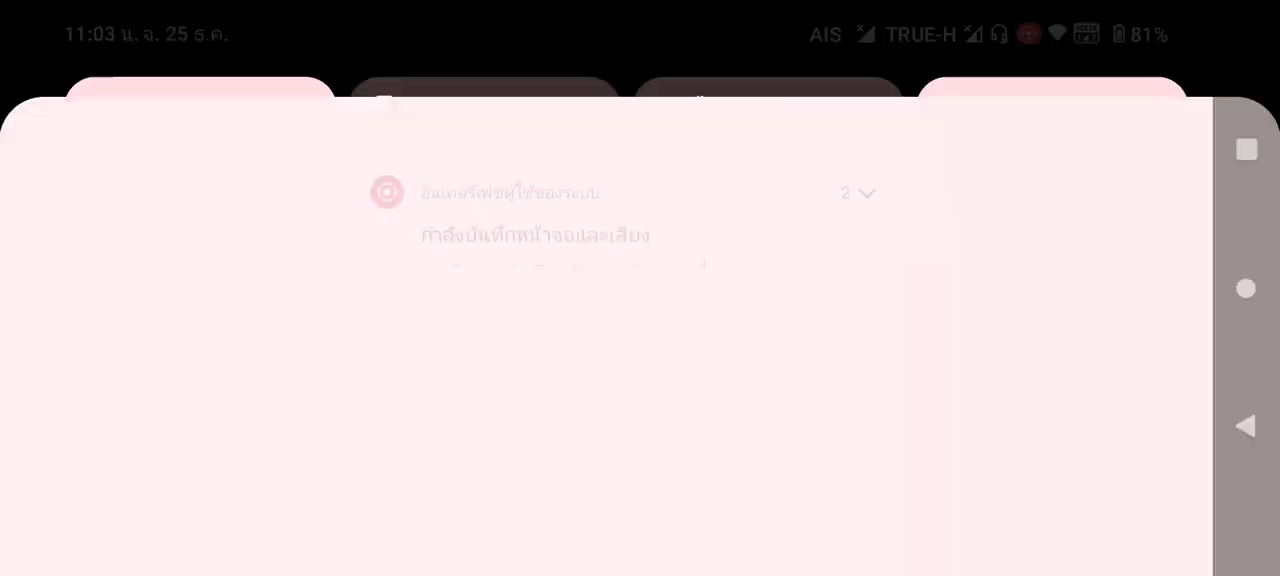 11:03 น. จ. 25 ธ.ค.
AIS TRUE-H 81%
อินเทอร์เฟซผู้ใช้ของระบบ 2
กำลังบันทึกหน้าจอและเสียง